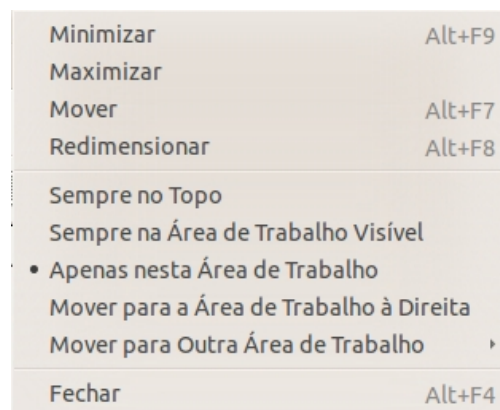 Minimizar Alt+F9
Maximizar
Mover Alt+F7
Redimensionar Alt+F8
Sempre no Topo
Sempre na Área de Trabalho Visível
Apenas nesta Área de Trabalho
Mover para a Área de Trabalho à Direita
Mover para Outra Área de Trabalho
Fechar Alt+F4